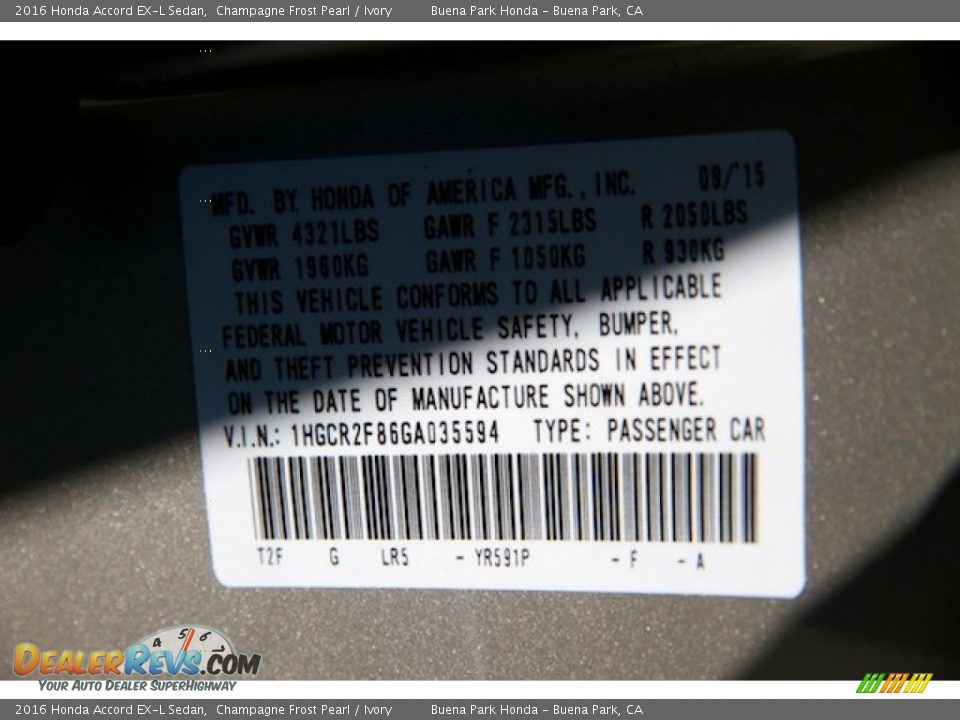 2016 Honda Accord EX-L Sedan, Champagne Frost Pearl / Ivory Buena Park Honda - Buena Park, CA
MFD. BY HONDA OF AMERICA MFG., INC. 09/'15
GVWR 4321LBS GAWR F 2315LBS R 2050LBS
GVWR 1960KG GAWR F 1050KG R 930KG
THIS VEHICLE CONFORMS TO ALL APPLICABLE
FEDERAL MOTOR VEHICLE SAFETY, BUMPER,
AND THEFT PREVENTION STANDARDS IN EFFECT
ON THE DATE OF MANUFACTURE SHOWN ABOVE.
V.I.N.: 1HGCR2F86GA035594 TYPE: PASSENGER CAR
T2F G LR5 - YR591P - F - A
4 5 6
DEALERREVS.COM
YOUR AUTO DEALER SUPERHIGHWAY
2016 Honda Accord EX-L Sedan, Champagne Frost Pearl / Ivory Buena Park Honda - Buena Park, CA